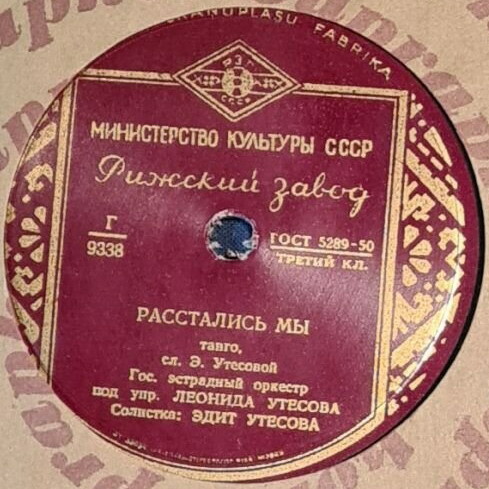 FABRIKA
РЗГ
СССР
МИНИСТЕРСТВО КУЛЬТУРЫ СССР
Рижский завод
Г
9338
ГОСТ 5289-50
ТРЕТИЙ КЛ.
РАССТАЛИСЬ МЫ
танго,
сл. Э. Утесовой
Гос. эстрадный оркестр
под упр. ЛЕОНИДА УТЕСОВА
Солистка: ЭДИТ УТЕСОВА